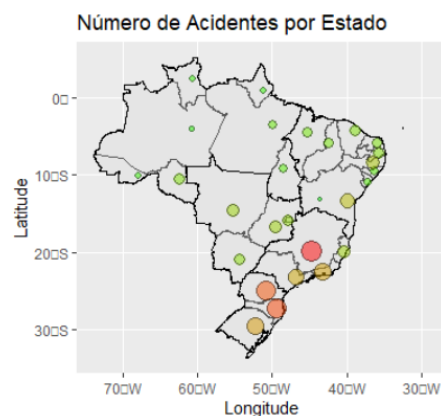 Número de Acidentes por Estado
0□
10□S
20□S
30□S
Latitude
70□W
60□W
50□W
40□W
30□W
Longitude